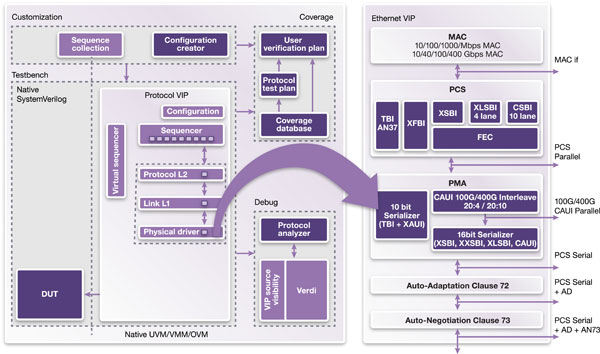 Customization
Coverage
Sequence
collection
Configuration
creator
User
verification plan
Protocol
test plan
Coverage
database
Testbench
Native
SystemVerilog
Protocol VIP
Configuration
Virtual sequencer
Sequencer
Protocol L2
Link L1
Physical driver
DUT
Debug
Protocol
analyzer
VIP source
visibility
Verdi
Native UVM/VMM/OVM
Ethernet VIP
MAC
10/100/1000/Mbps MAC
10/40/100/400 Gbps MAC
MAC if
PCS
TBI
AN37
XFBI
XSBI
XLSBI
4 lane
CSBI
10 lane
FEC
PCS
Parallel
PMA
10 bit
Serializer
(TBI + XAUI)
CAUI 100G/400G Interleave
20:4 / 20:10
100G/400G
CAUI Parallel
16bit Serializer
(XSBI, XXSBI, XLSBI, CAUI)
PCS Serial
Auto-Adaptation Clause 72
PCS Serial
+ AD
Auto-Negotiation Clause 73
PCS Serial
+ AD + AN73